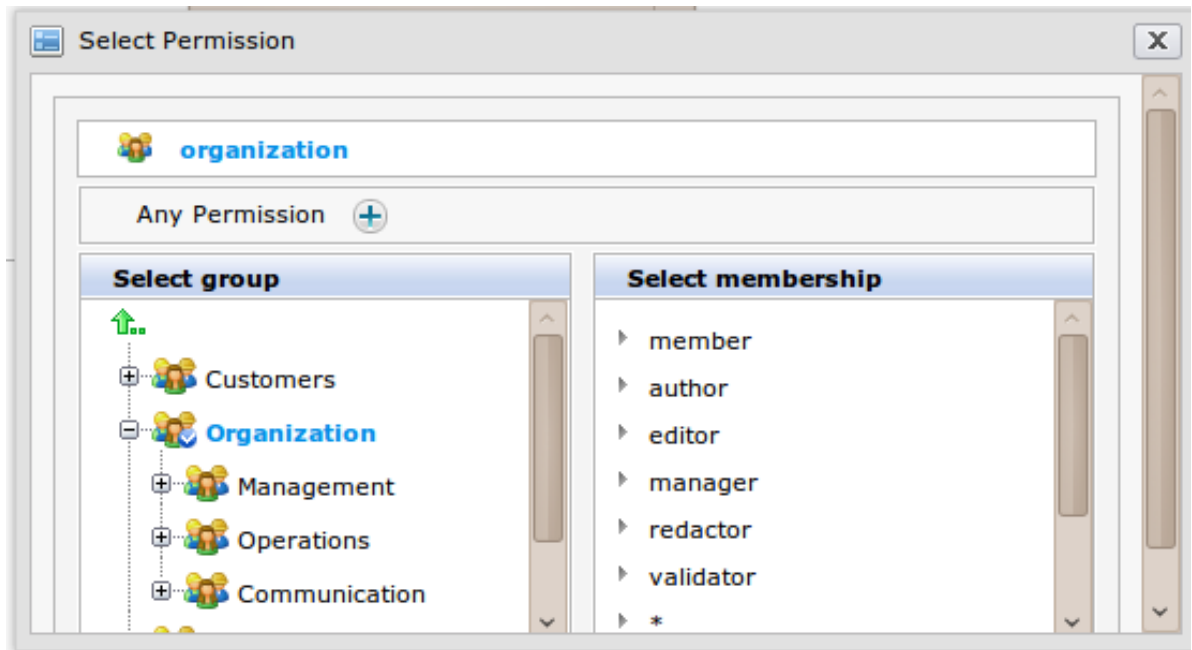 Select Permission
organization
Any Permission
Select group
Customers
Organization
Management
Operations
Communication
Select membership
member
author
editor
manager
redactor
validator
*